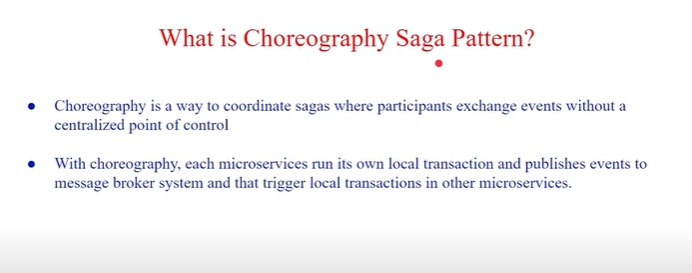 What is Choreography Saga Pattern?
● Choreography is a way to coordinate sagas where participants exchange events without a
centralized point of control
● With choreography, each microservices run its own local transaction and publishes events to
message broker system and that trigger local transactions in other microservices.